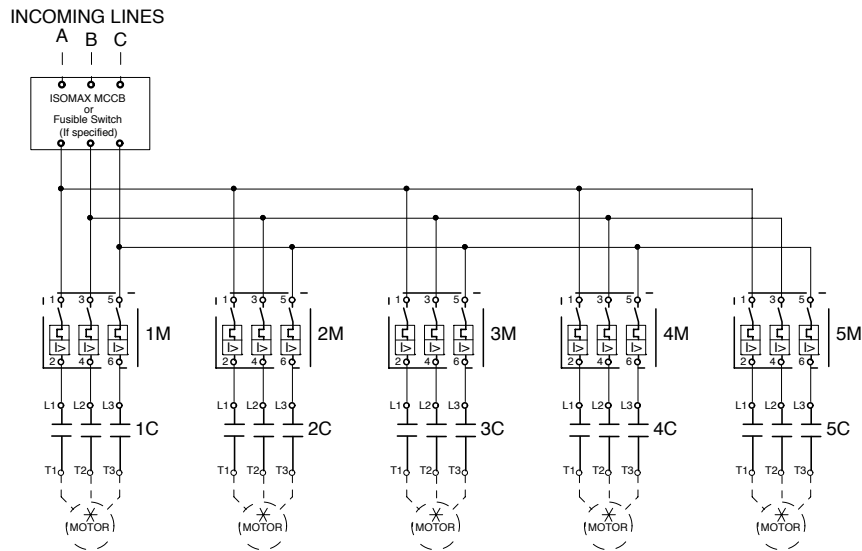 INCOMING LINES
A B C
ISOMAX MCCB
or
Fusible Switch
(If specified)
1 3 5 1 3 5 1 3 5 1 3 5 1 3 5
1M 2M 3M 4M 5M
I> I> I> I> I> I> I> I> I> I> I> I> I> I> I>
2 4 6 2 4 6 2 4 6 2 4 6 2 4 6
L1 L2 L3 L1 L2 L3 L1 L2 L3 L1 L2 L3 L1 L2 L3
1C 2C 3C 4C 5C
T1 T2 T3 T1 T2 T3 T1 T2 T3 T1 T2 T3 T1 T2 T3
MOTOR MOTOR MOTOR MOTOR MOTOR